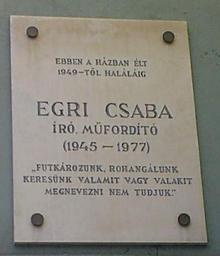 EBBEN A HÁZBAN ÉLT
1949-TŐL HALÁLÁIG
EGRI CSABA
ÍRÓ, MŰFORDÍTÓ
(1945 — 1977)
„FUTKÁROZUNK, ROHANGÁLUNK
KERESÜNK VALAMIT VAGY VALAKIT
MEGNEVEZNI NEM TUDJUK.”